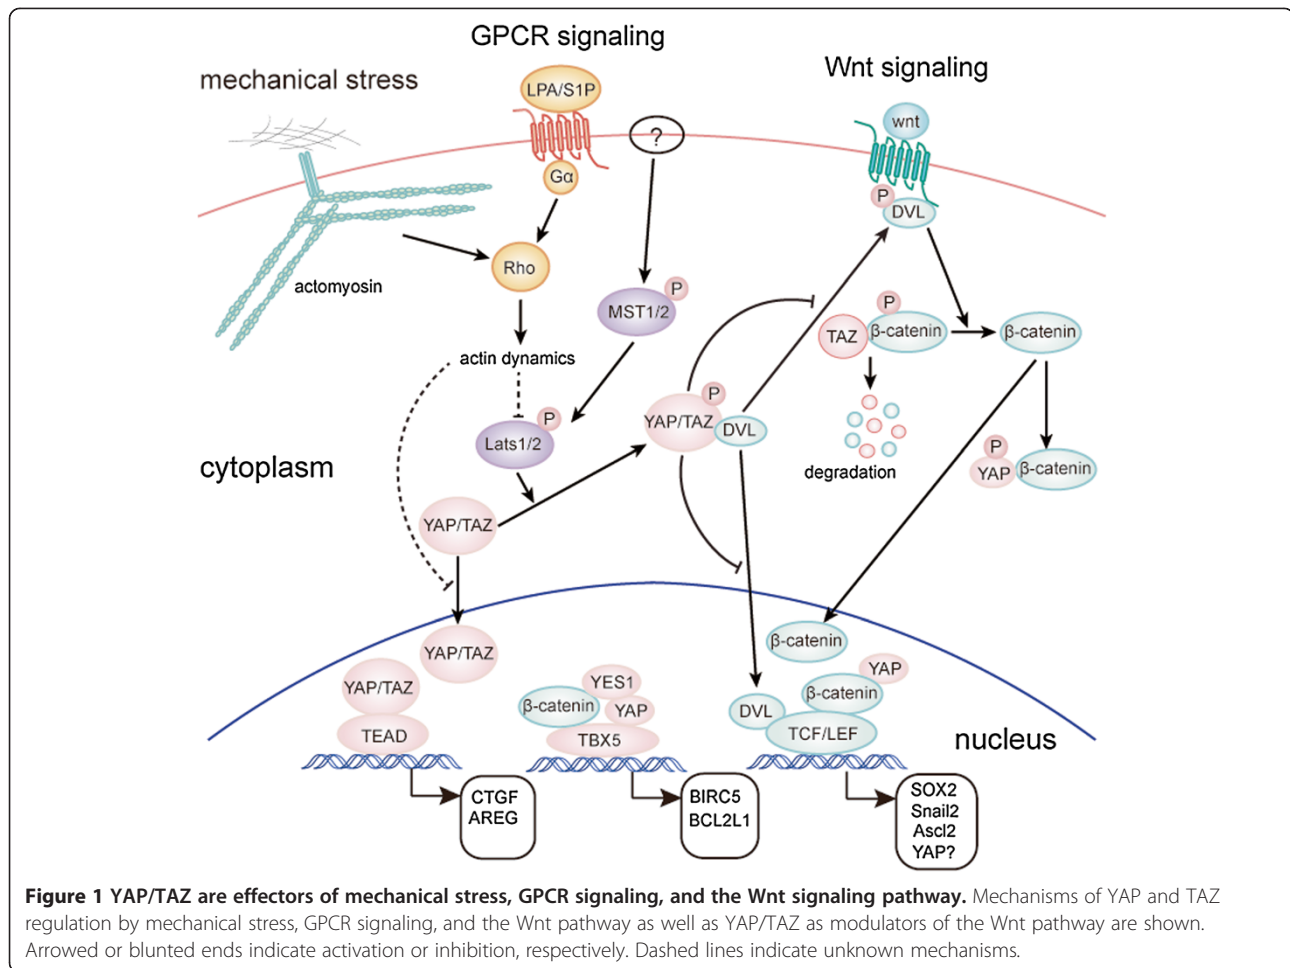 GPCR signaling
mechanical stress
Wnt signaling
LPA/S1P
?
wnt
Gα
P
DVL
Rho
actomyosin
P
MST1/2
P
TAZ
β-catenin
β-catenin
actin dynamics
P
Lats1/2
P
YAP/TAZ
DVL
degradation
P
YAP
β-catenin
cytoplasm
YAP/TAZ
YAP/TAZ
β-catenin
YAP/TAZ
TEAD
YES1
β-catenin
YAP
TBX5
YAP
β-catenin
DVL
TCF/LEF
nucleus
CTGF
AREG
BIRC5
BCL2L1
SOX2
Snail2
Ascl2
YAP?
Figure 1 YAP/TAZ are effectors of mechanical stress, GPCR signaling, and the Wnt signaling pathway. Mechanisms of YAP and TAZ
regulation by mechanical stress, GPCR signaling, and the Wnt pathway as well as YAP/TAZ as modulators of the Wnt pathway are shown.
Arrowed or blunted ends indicate activation or inhibition, respectively. Dashed lines indicate unknown mechanisms.